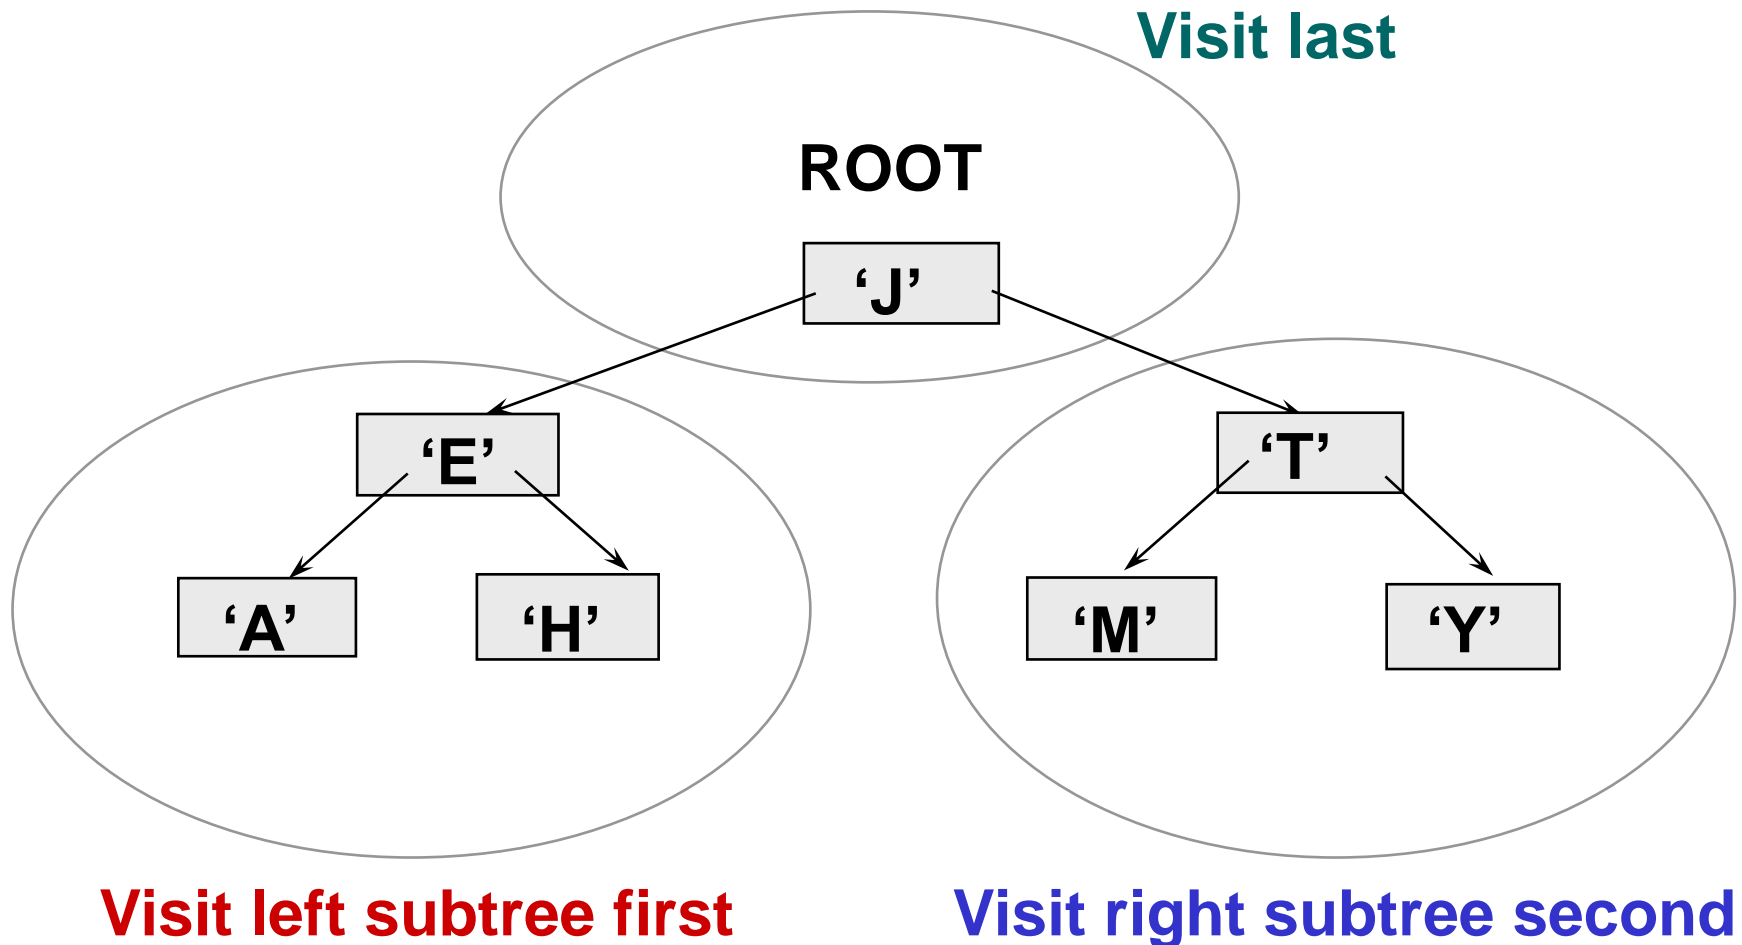 Visit last
ROOT
‘J’
‘E’
‘T’
‘A’
‘H’
‘M’
‘Y’
Visit left subtree first
Visit right subtree second